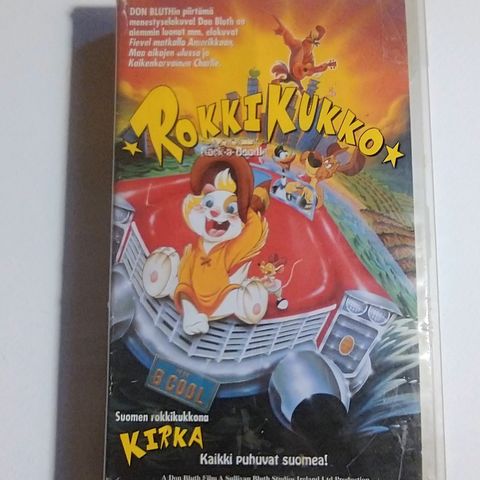 DON BLUTHin piirtämä
menestyselokuva! Don Bluth on
aiemmin luonut mm. elokuvat
Fievel matkalla Amerikkaan,
Maa aikojen alussa ja
Kaikenkarvainen Charlie.
ROKKIKUKKO
Rock-a-Doodle
B COOL
Suomen rokkikukkona
KIRKA
Kaikki puhuvat suomea!
A Don Bluth Film A Sullivan Bluth Studios Ireland Ltd Production